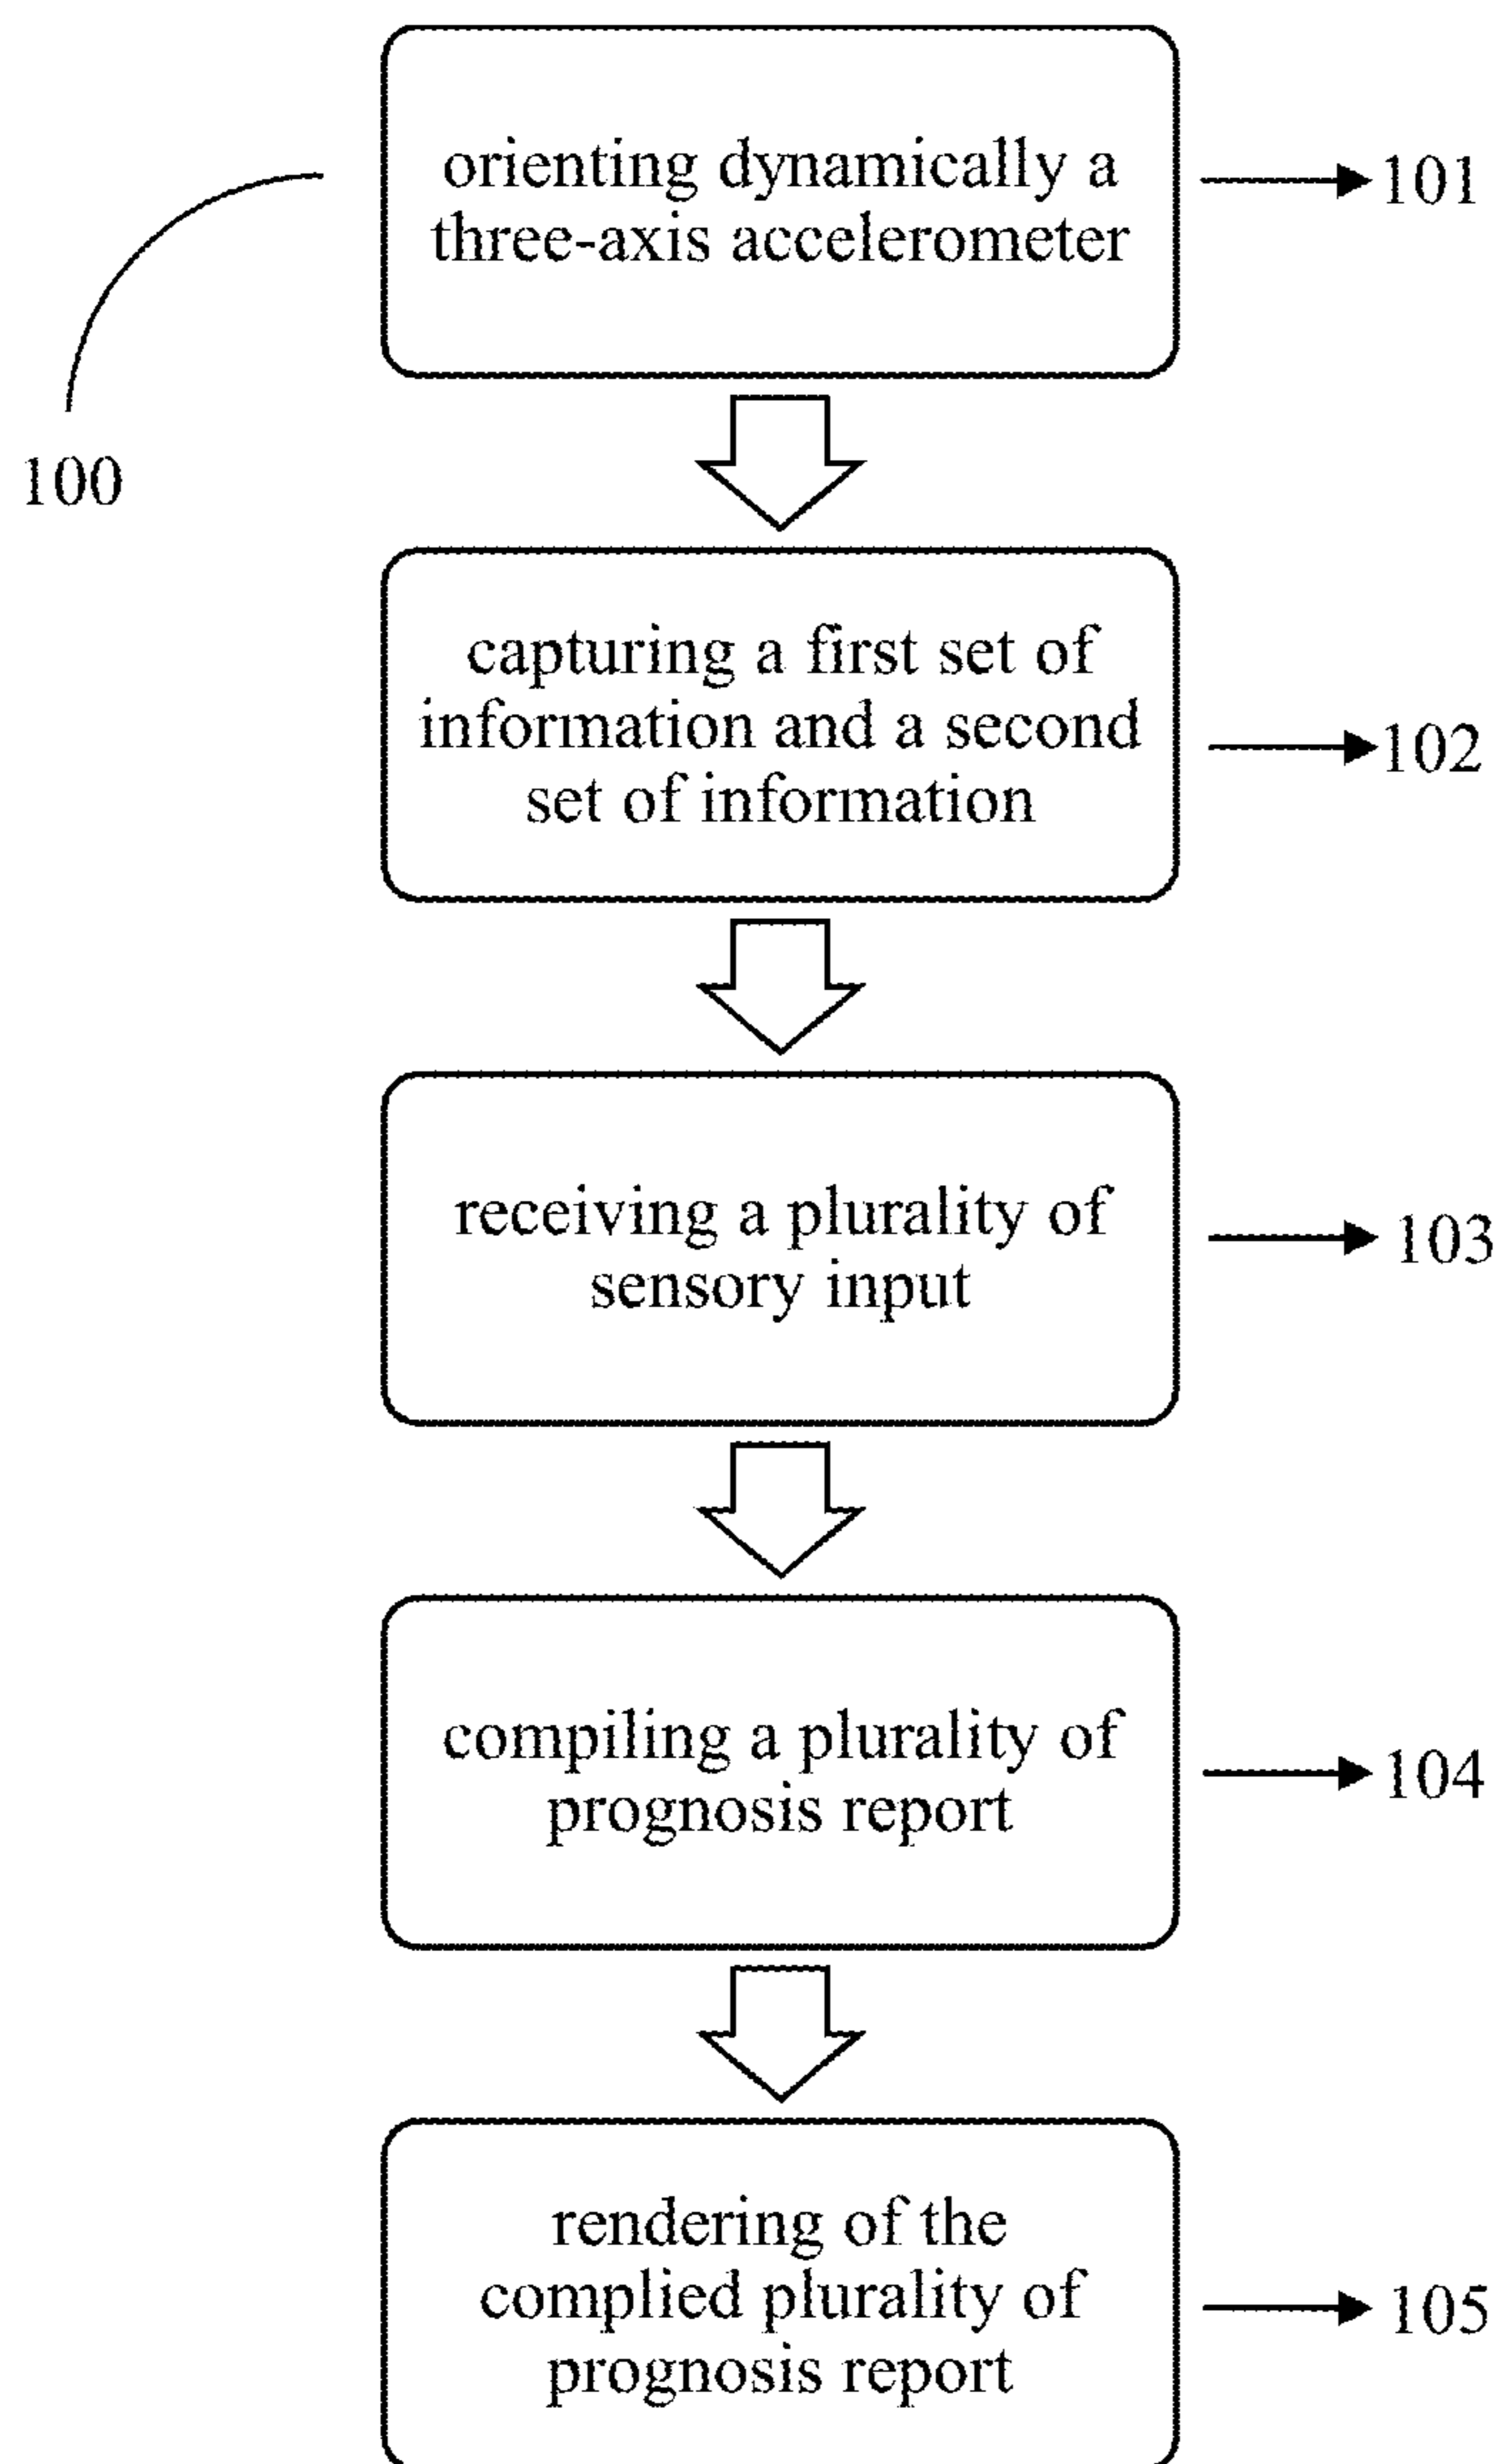 orienting dynamically a
three-axis accelerometer
101
100
capturing a first set of
information and a second
set of information
102
receiving a plurality of
sensory input
103
compiling a plurality of
prognosis report
104
rendering of the
complied plurality of
prognosis report
105